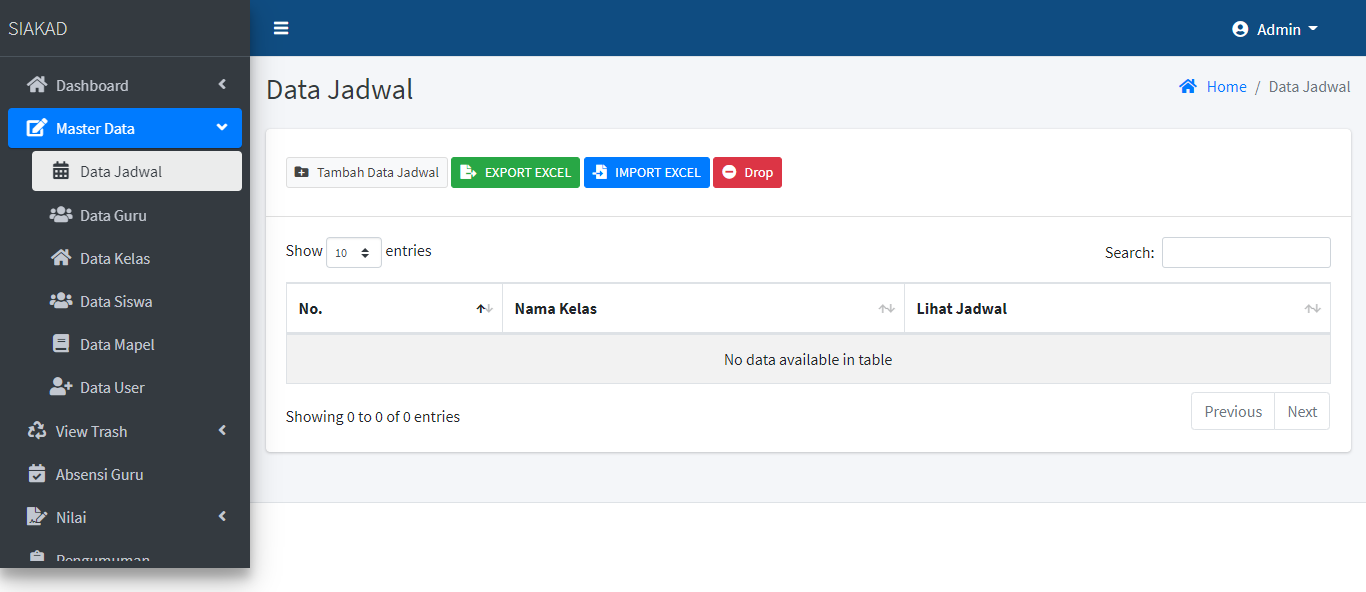 SIAKAD
Admin
Dashboard
Master Data
Data Jadwal
Data Guru
Data Kelas
Data Siswa
Data Mapel
Data User
View Trash
Absensi Guru
Nilai
Pengumuman
Data Jadwal
Home / Data Jadwal
Tambah Data Jadwal EXPORT EXCEL IMPORT EXCEL Drop
Show 10 entries Search:
No. Nama Kelas Lihat Jadwal
No data available in table
Showing 0 to 0 of 0 entries
Previous Next